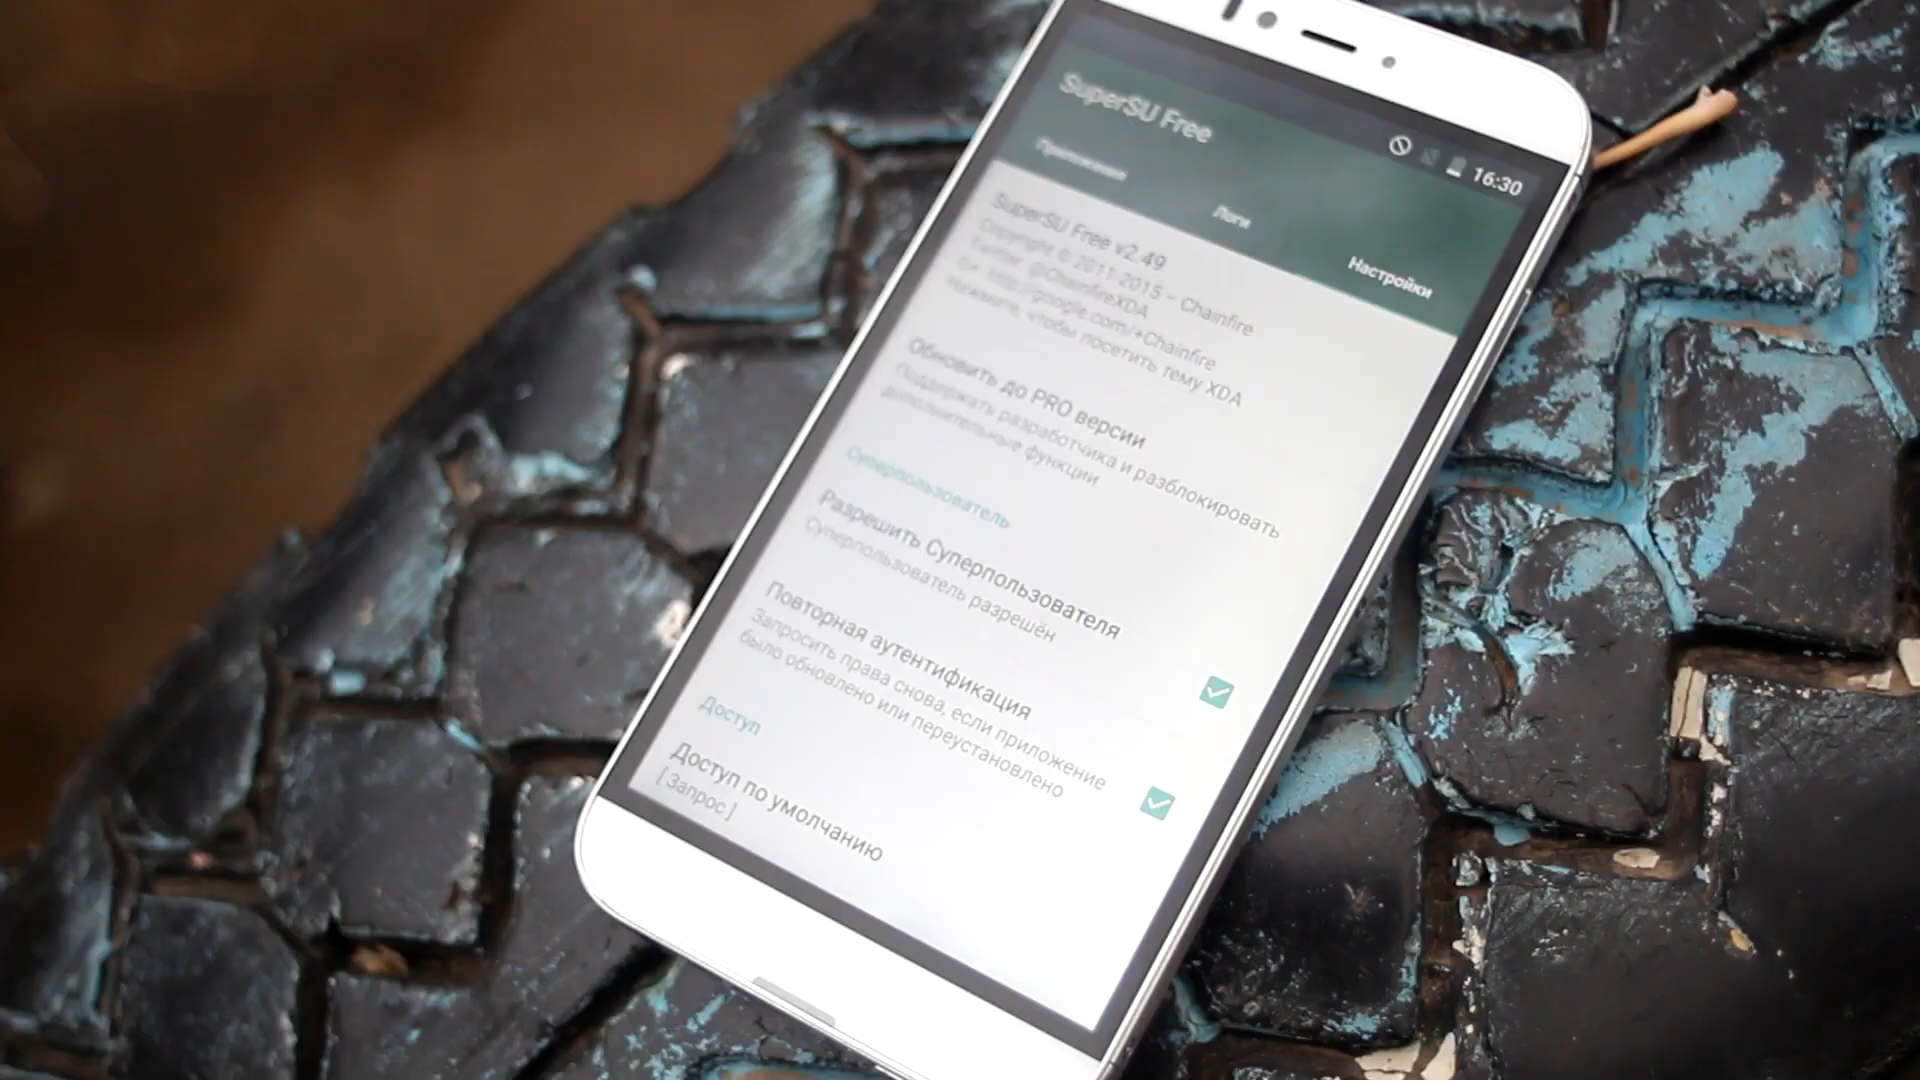 16:30
SuperSU Free
Приложения
Логи
Настройки
SuperSU Free v2.49
Copyright © 2011-2015 – Chainfire
Twitter: @ChainfireXDA
G+: http://google.com/+Chainfire
Нажмите, чтобы посетить тему XDA
Обновить до PRO версии
Поддержать разработчика и разблокировать
дополнительные функции
Суперпользователь
Разрешить Суперпользователя
Суперпользователь разрешён
Повторная аутентификация
Запросить права снова, если приложение
было обновлено или переустановлено
Доступ
Доступ по умолчанию
[ Запрос ]